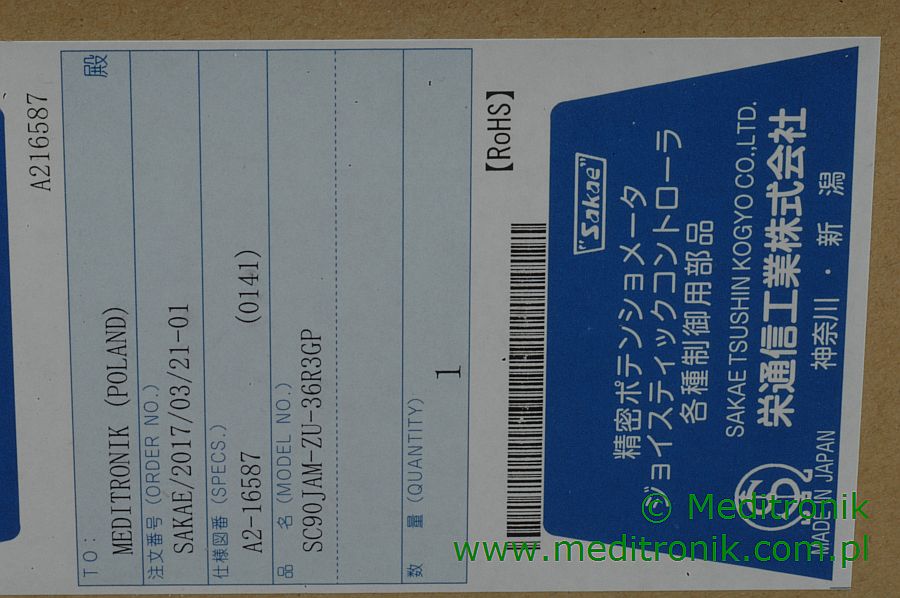 A216587
TO: 殿
MEDITRONIK (POLAND)
注文番号 (ORDER NO.)
SAKAE/2017/03/21-01
仕様図番 (SPECS.)
A2-16587 (0141)
品 名 (MODEL NO.)
SC90JAM-ZU-36R3GP
数 量 (QUANTITY)
1
【RoHS】
"Sakae"
精密ポテンショメータ
ジョイスティックコントローラ
各種制御用部品
SAKAE TSUSHIN KOGYO CO.,LTD.
栄通信工業株式会社
神奈川・新潟
MADE IN JAPAN
© Meditronik
www.meditronik.com.pl